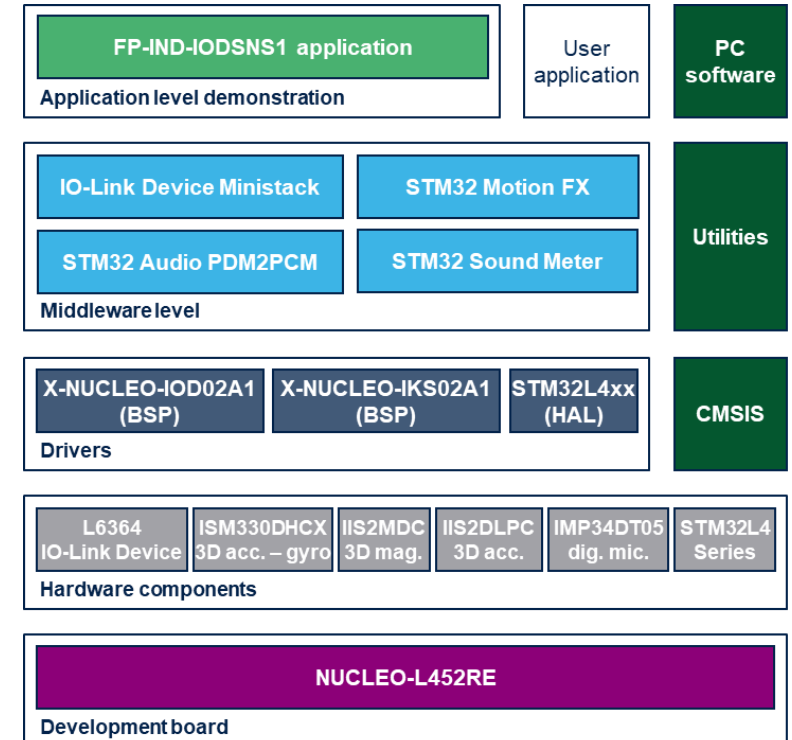 FP-IND-IODSNS1 application
Application level demonstration
User
application
PC
software
IO-Link Device Ministack
STM32 Motion FX
STM32 Audio PDM2PCM
STM32 Sound Meter
Middleware level
Utilities
X-NUCLEO-IOD02A1
(BSP)
X-NUCLEO-IKS02A1
(BSP)
STM32L4xx
(HAL)
Drivers
CMSIS
L6364
IO-Link Device
ISM330DHCX
3D acc. – gyro
IIS2MDC
3D mag.
IIS2DLPC
3D acc.
IMP34DT05
dig. mic.
STM32L4
Series
Hardware components
NUCLEO-L452RE
Development board